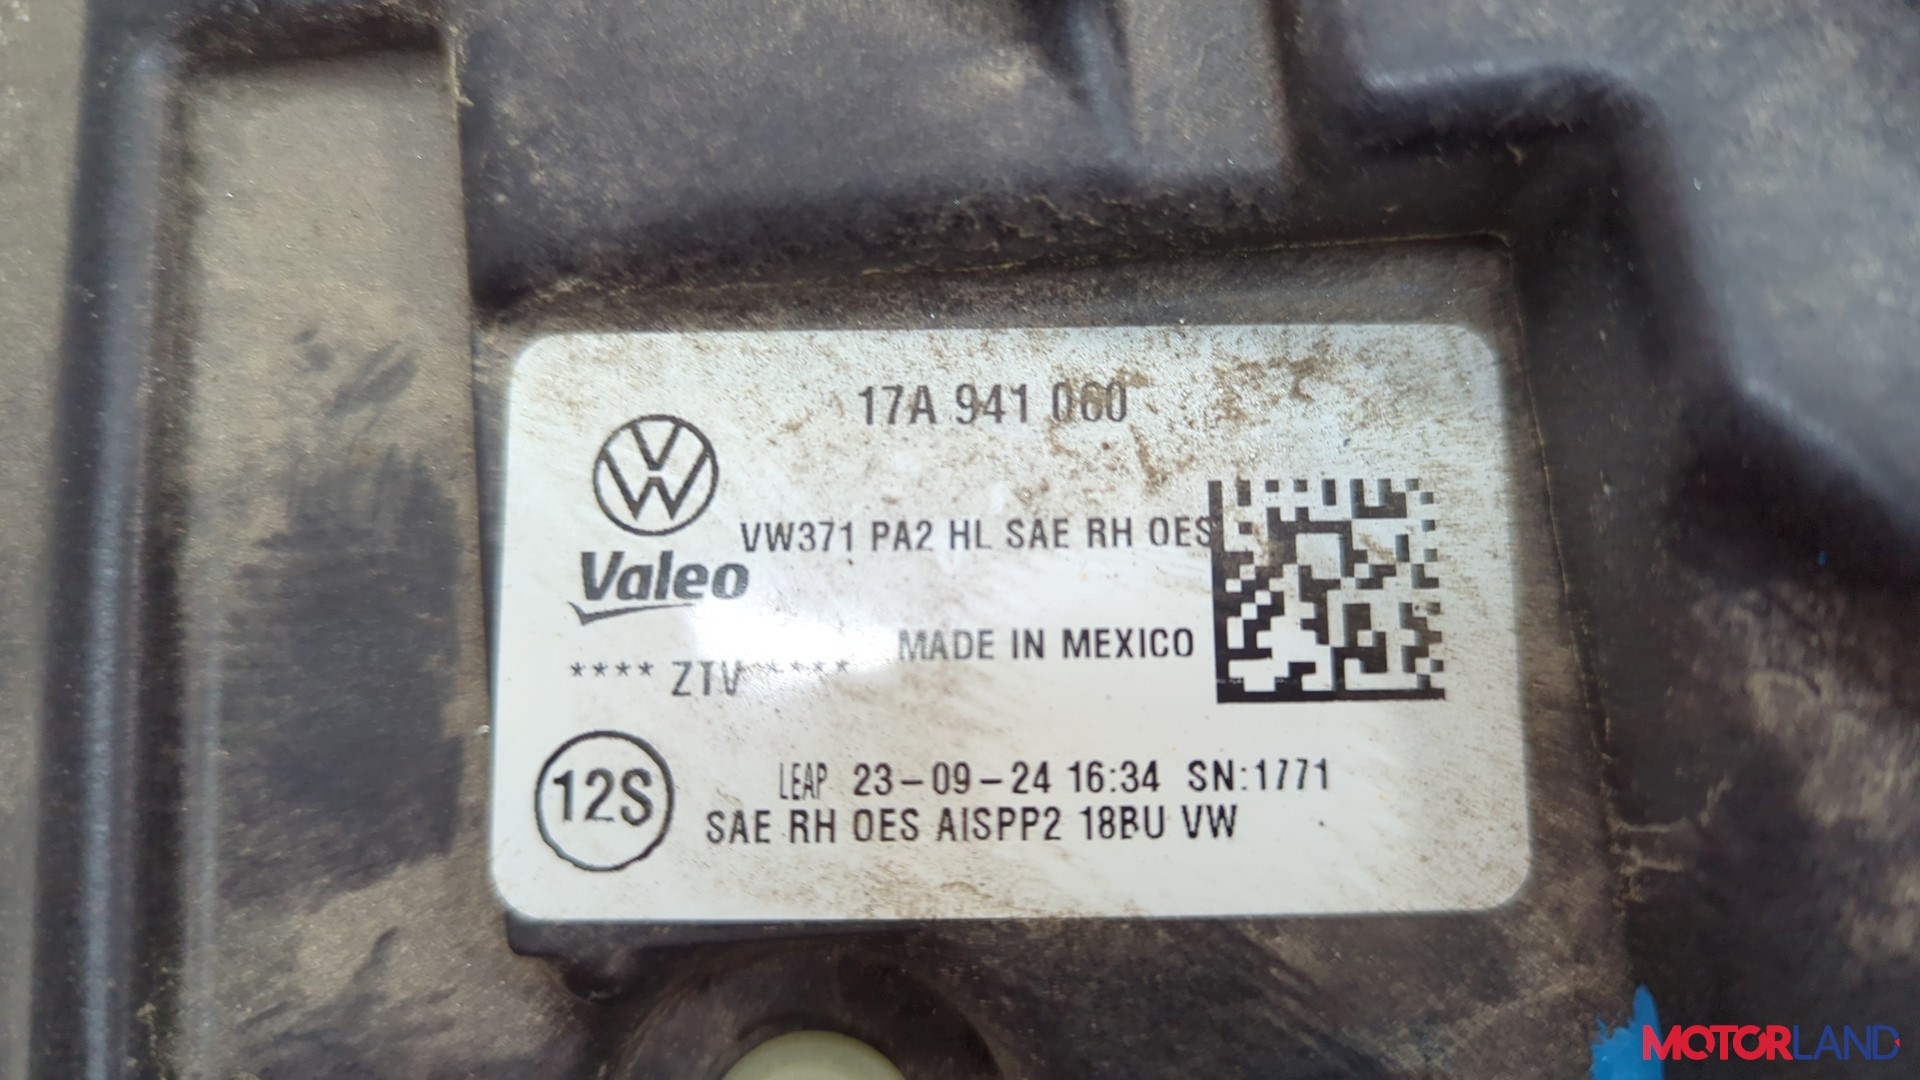 17A 941 060
VW371 PA2 HL SAE RH OES
Valeo
MADE IN MEXICO
**** ZTV ****
12S
LEAP 23-09-24 16:34 SN:1771
SAE RH OES AISPP2 18BU VW
MOTORLAND